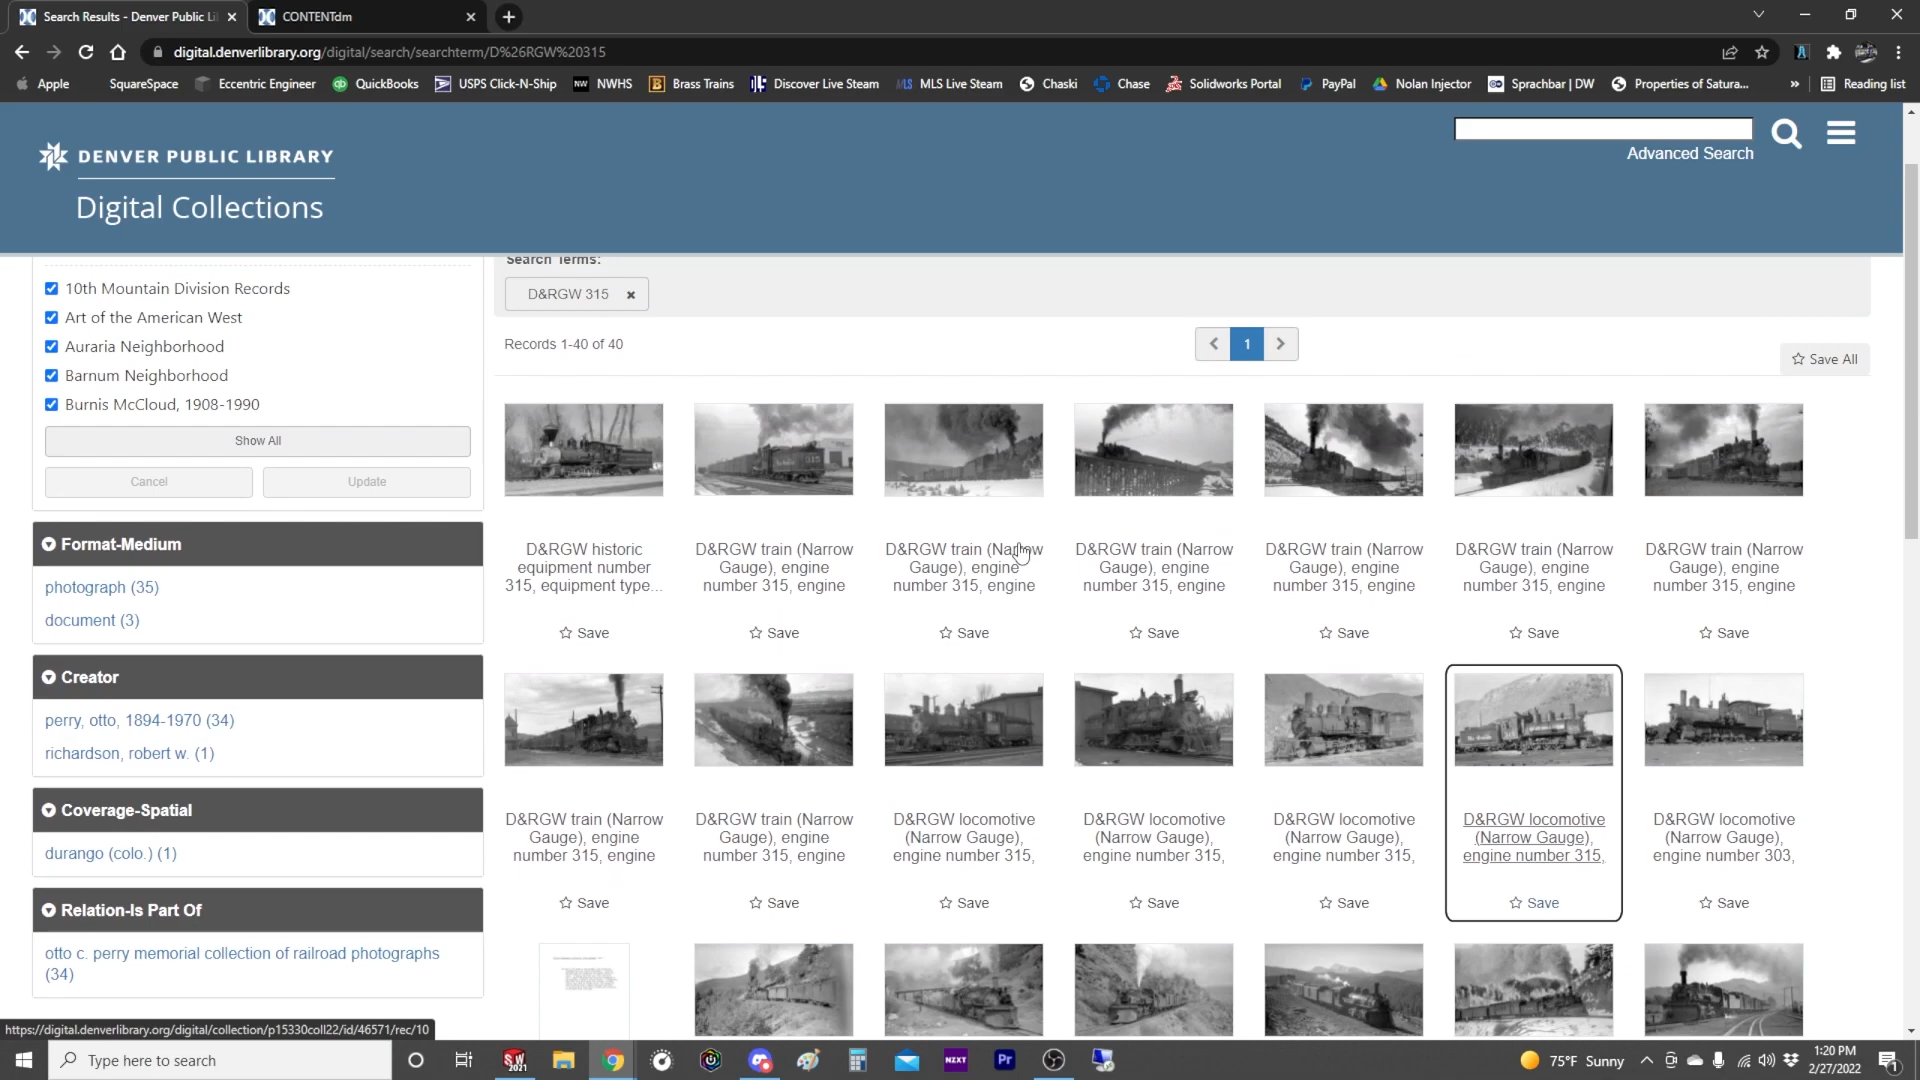 Search Results - Denver Public Li
CONTENTdm
digital.denverlibrary.org/digital/search/searchterm/D%26RGW%20315
Apple
SquareSpace
Eccentric Engineer
QuickBooks
USPS Click-N-Ship
NW NWHS
Brass Trains
Discover Live Steam
MLS MLS Live Steam
Chaski
Chase
Solidworks Portal
PayPal
Nolan Injector
Sprachbar | DW
Properties of Satura...
»
Reading list
DENVER PUBLIC LIBRARY
Digital Collections
Advanced Search
10th Mountain Division Records
Art of the American West
Auraria Neighborhood
Barnum Neighborhood
Burnis McCloud, 1908-1990
Show All
Cancel
Update
Format-Medium
photograph (35)
document (3)
Creator
perry, otto, 1894-1970 (34)
richardson, robert w. (1)
Coverage-Spatial
durango (colo.) (1)
Relation-Is Part Of
otto c. perry memorial collection of railroad photographs
(34)
Search Terms:
D&RGW 315
Records 1-40 of 40
1
Save All
D&RGW historic
equipment number
315, equipment type...
Save
D&RGW train (Narrow
Gauge), engine
number 315, engine
Save
D&RGW train (Narrow
Gauge), engine
number 315, engine
Save
D&RGW train (Narrow
Gauge), engine
number 315, engine
Save
D&RGW train (Narrow
Gauge), engine
number 315, engine
Save
D&RGW train (Narrow
Gauge), engine
number 315, engine
Save
D&RGW train (Narrow
Gauge), engine
number 315, engine
Save
D&RGW train (Narrow
Gauge), engine
number 315, engine
Save
D&RGW train (Narrow
Gauge), engine
number 315, engine
Save
D&RGW locomotive
(Narrow Gauge),
engine number 315,
Save
D&RGW locomotive
(Narrow Gauge),
engine number 315,
Save
D&RGW locomotive
(Narrow Gauge),
engine number 315,
Save
D&RGW locomotive
(Narrow Gauge),
engine number 315,
Save
D&RGW locomotive
(Narrow Gauge),
engine number 303,
Save
https://digital.denverlibrary.org/digital/collection/p15330coll22/id/46571/rec/10
Type here to search
SW
2021
NZXT
Pr
75°F Sunny
1:20 PM
2/27/2022
1